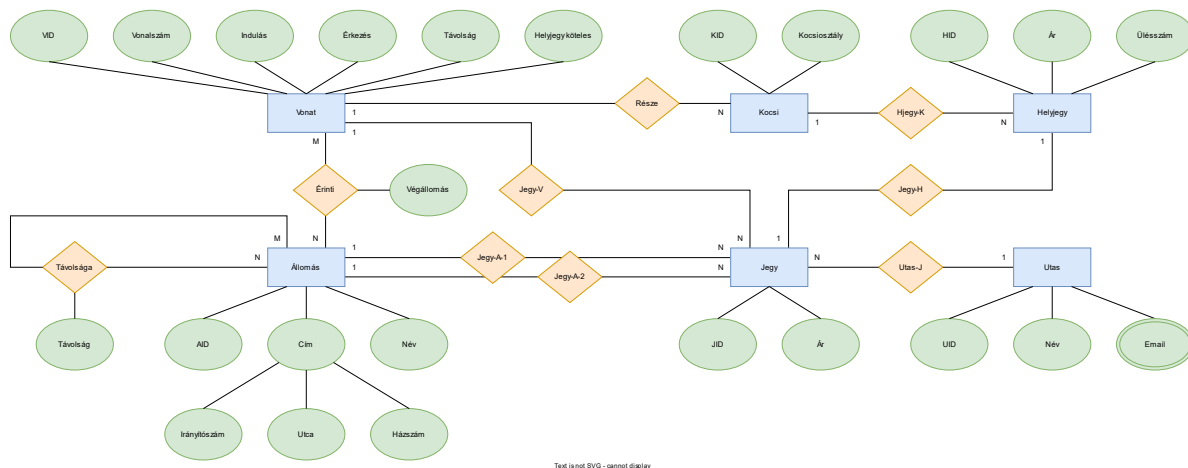 VID
Vonalszám
Indulás
Érkezés
Távolság
Helyjegy köteles
KID
Kocsiosztály
HID
Ár
Ülésszám
Vonat
1
Része
N
Kocsi
1
Hjegy-K
N
Helyjegy
1
M
1
Érinti
Végállomás
Jegy-V
Jegy-H
M
N
1
N
1
N
Távolsága
N
Állomás
1
Jegy-A-1
Jegy-A-2
N
Jegy
N
Utas-J
1
Utas
Távolság
AID
Cím
Név
JID
Ár
UID
Név
Email
Irányítószám
Utca
Házszám
Text is not SVG - cannot display